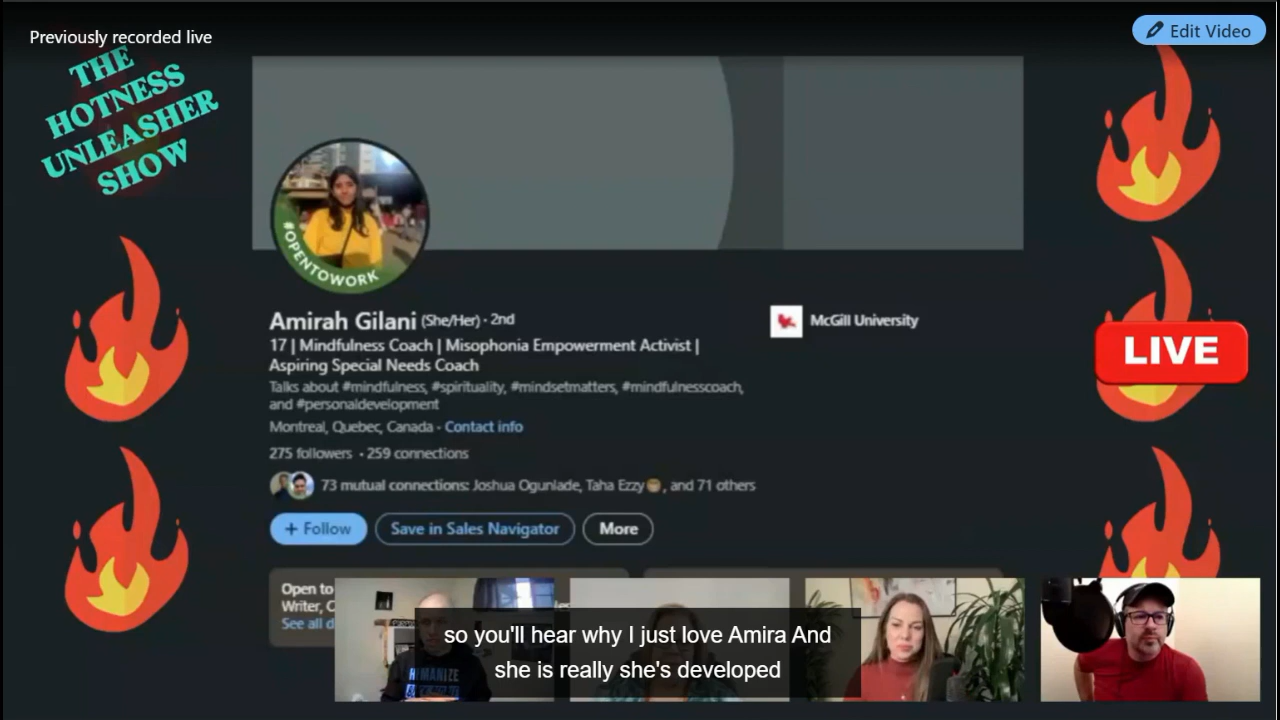 Previously recorded live
Edit Video
THE
HOTNESS
UNLEASHER
SHOW
#OPENTOWORK
Amirah Gilani (She/Her) · 2nd
McGill University
17 | Mindfulness Coach | Misophonia Empowerment Activist |
Aspiring Special Needs Coach
LIVE
Talks about #mindfulness, #spirituality, #mindsetmatters, #mindfulnesscoach,
and #personaldevelopment
Montreal, Quebec, Canada · Contact info
275 followers · 259 connections
73 mutual connections: Joshua Ogunlade, Taha Ezzy, and 71 others
+ Follow
Save in Sales Navigator
More
Open to
Writer, C
See all d
so you'll hear why I just love Amira And
she is really she's developed